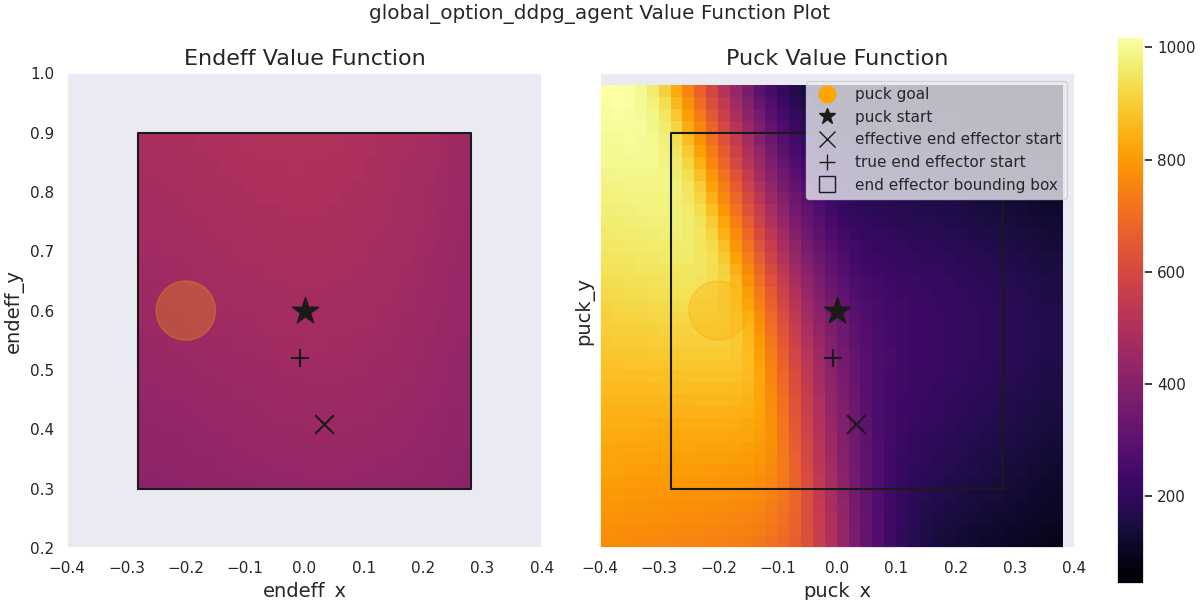 global_option_ddpg_agent Value Function Plot
Endeff Value Function
Puck Value Function
1.0
0.9
0.8
0.7
0.6
0.5
0.4
0.3
0.2
endeff_y
−0.4 −0.3 −0.2 −0.1 0.0 0.1 0.2 0.3 0.4
endeff_x
puck goal
puck start
effective end effector start
true end effector start
end effector bounding box
puck_y
−0.4 −0.3 −0.2 −0.1 0.0 0.1 0.2 0.3 0.4
puck_x
1000
800
600
400
200